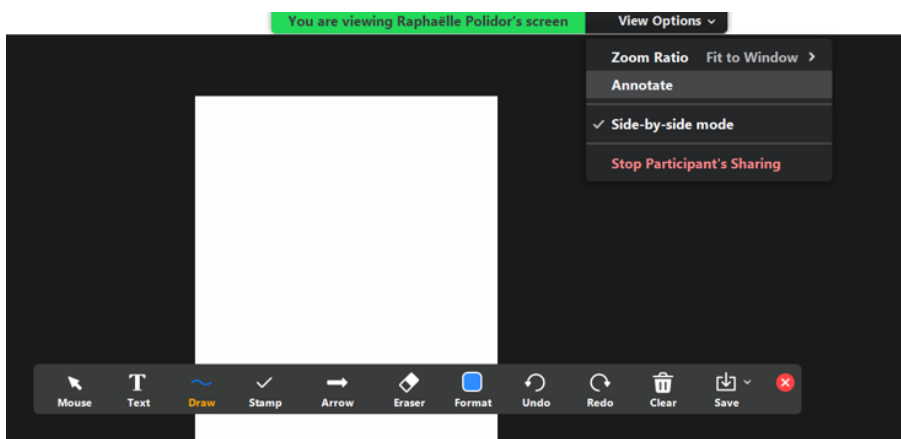 You are viewing Raphaëlle Polidor's screen
View Options
Zoom Ratio Fit to Window >
Annotate
Side-by-side mode
Stop Participant's Sharing
Mouse Text Draw Stamp Arrow Eraser Format Undo Redo Clear Save